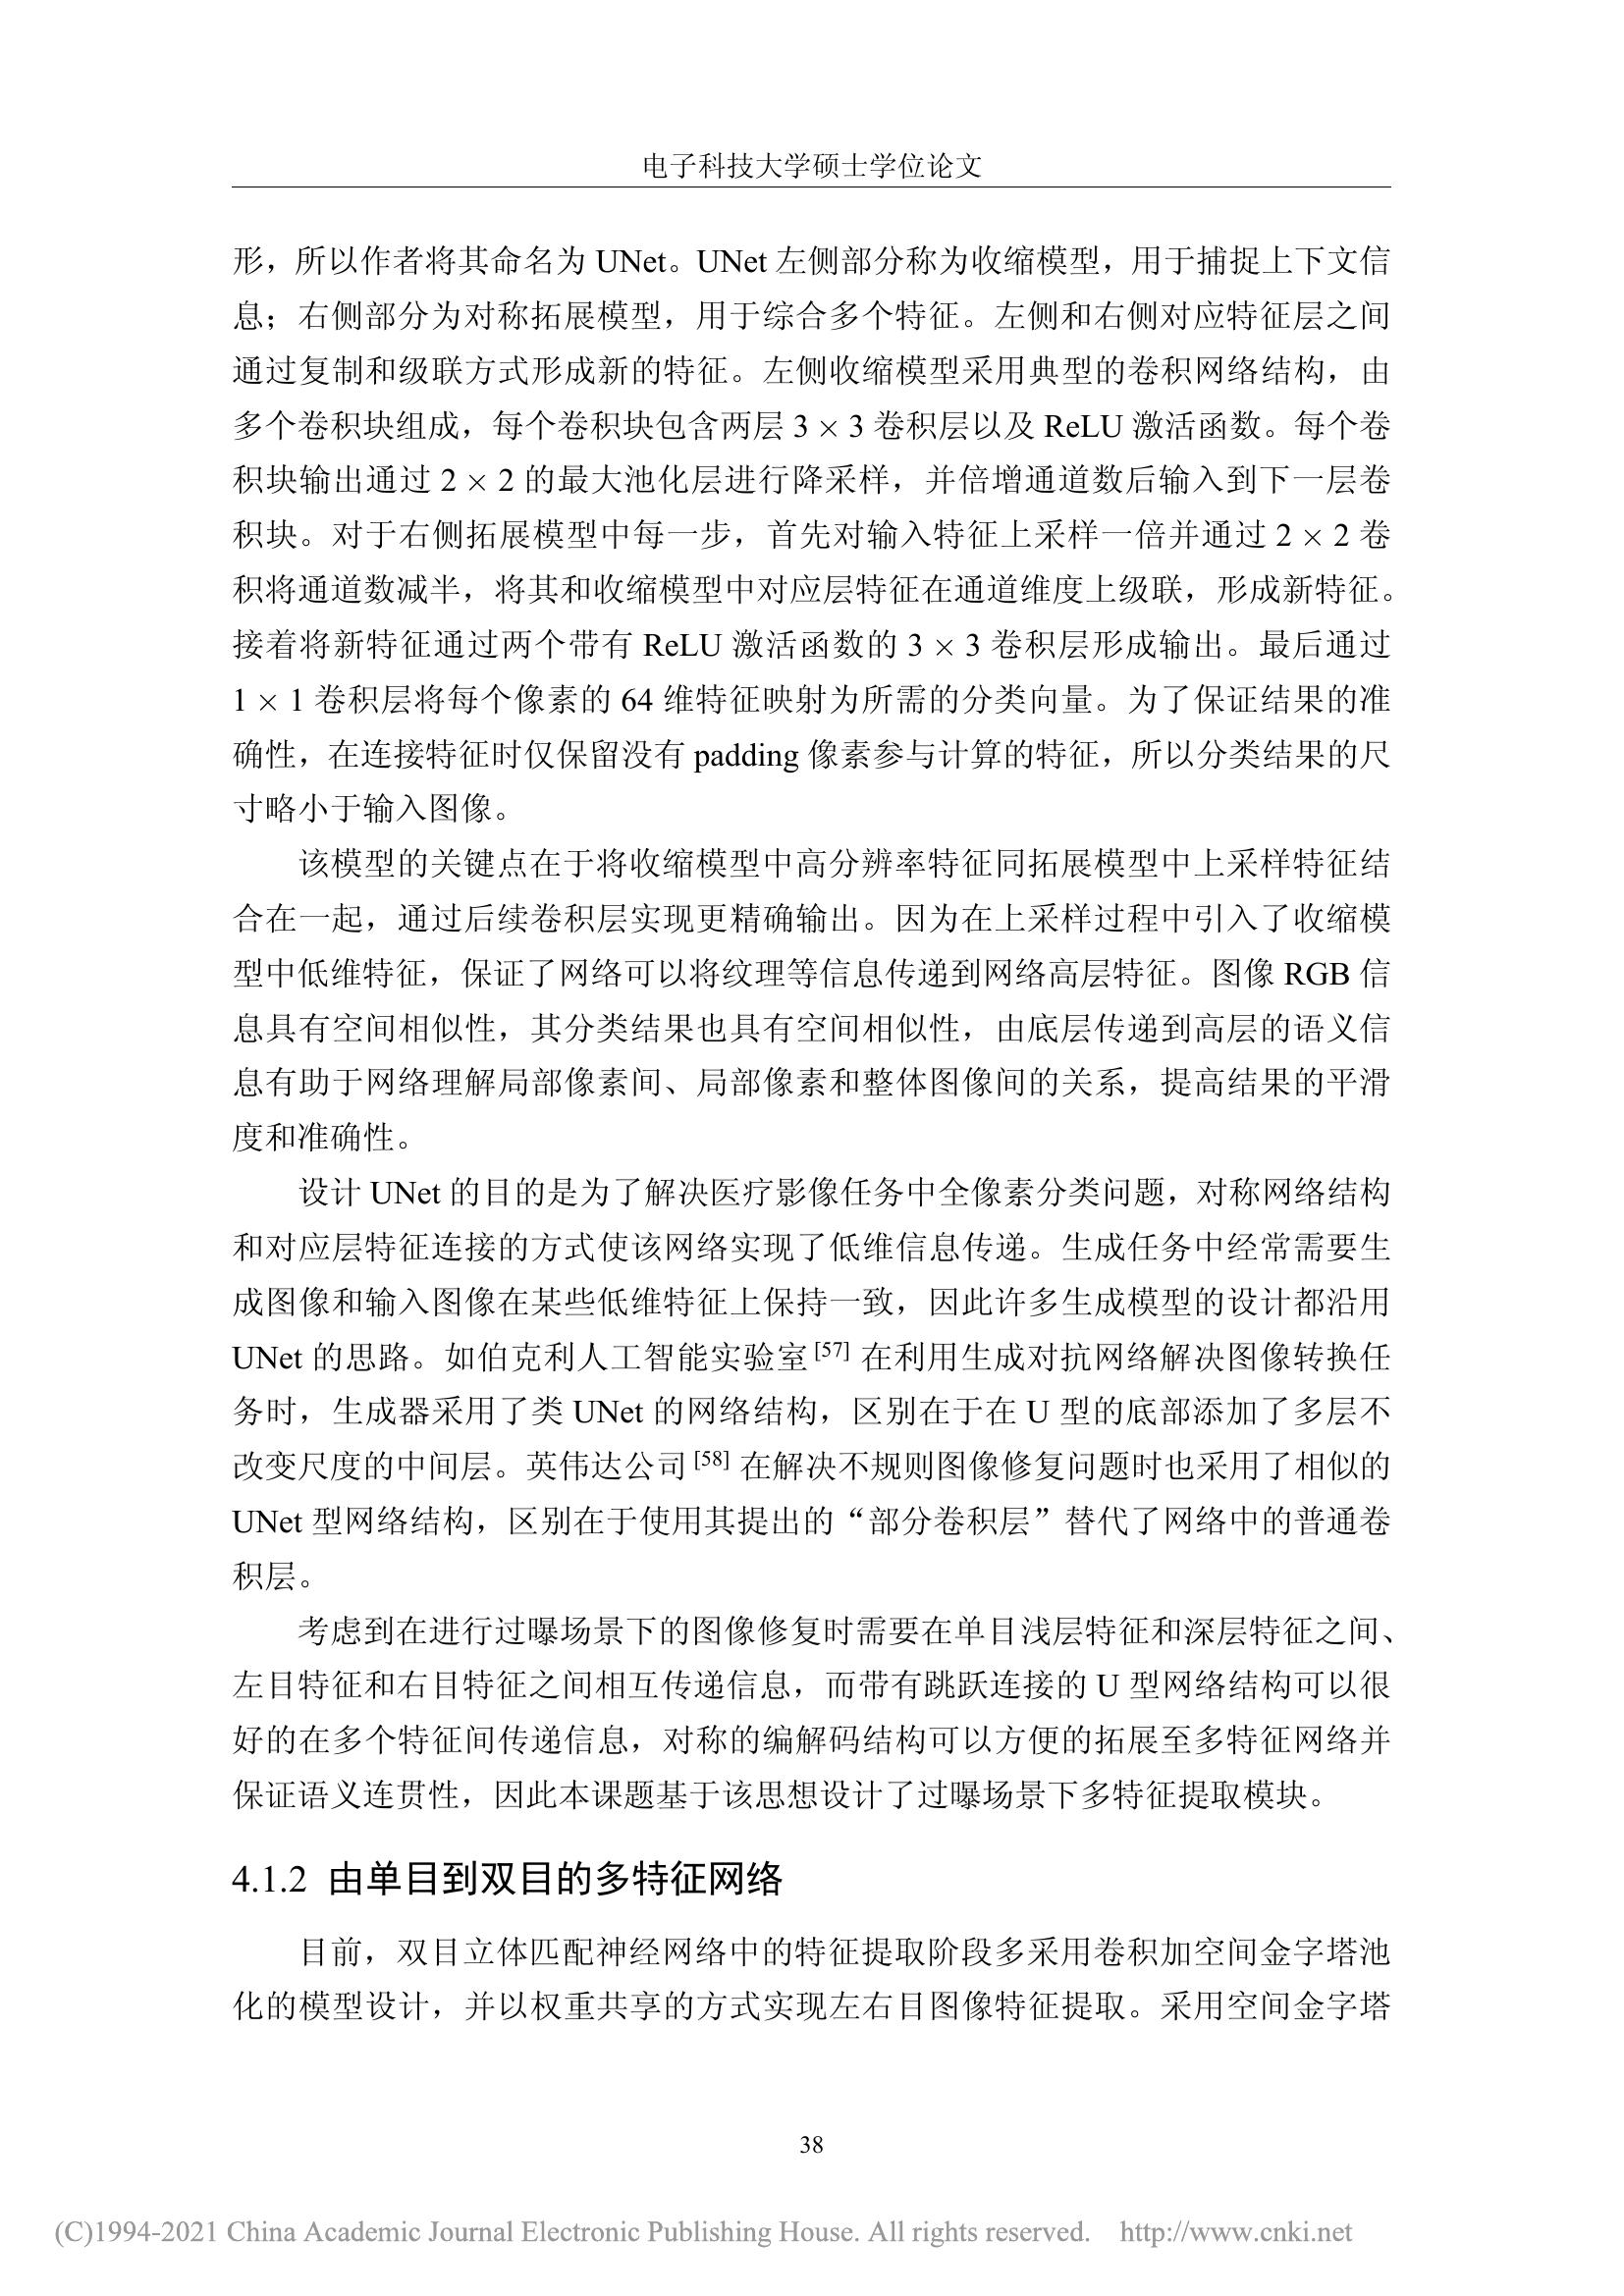 电子科技大学硕士学位论文
形，所以作者将其命名为 UNet。UNet 左侧部分称为收缩模型，用于捕捉上下文信
息；右侧部分为对称拓展模型，用于综合多个特征。左侧和右侧对应特征层之间
通过复制和级联方式形成新的特征。左侧收缩模型采用典型的卷积网络结构，由
多个卷积块组成，每个卷积块包含两层 3 × 3 卷积层以及 ReLU 激活函数。每个卷
积块输出通过 2 × 2 的最大池化层进行降采样，并倍增通道数后输入到下一层卷
积块。对于右侧拓展模型中每一步，首先对输入特征上采样一倍并通过 2 × 2 卷
积将通道数减半，将其和收缩模型中对应层特征在通道维度上级联，形成新特征。
接着将新特征通过两个带有 ReLU 激活函数的 3 × 3 卷积层形成输出。最后通过
1 × 1 卷积层将每个像素的 64 维特征映射为所需的分类向量。为了保证结果的准
确性，在连接特征时仅保留没有 padding 像素参与计算的特征，所以分类结果的尺
寸略小于输入图像。
该模型的关键点在于将收缩模型中高分辨率特征同拓展模型中上采样特征结
合在一起，通过后续卷积层实现更精确输出。因为在上采样过程中引入了收缩模
型中低维特征，保证了网络可以将纹理等信息传递到网络高层特征。图像 RGB 信
息具有空间相似性，其分类结果也具有空间相似性，由底层传递到高层的语义信
息有助于网络理解局部像素间、局部像素和整体图像间的关系，提高结果的平滑
度和准确性。
设计 UNet 的目的是为了解决医疗影像任务中全像素分类问题，对称网络结构
和对应层特征连接的方式使该网络实现了低维信息传递。生成任务中经常需要生
成图像和输入图像在某些低维特征上保持一致，因此许多生成模型的设计都沿用
UNet 的思路。如伯克利人工智能实验室[57] 在利用生成对抗网络解决图像转换任
务时，生成器采用了类 UNet 的网络结构，区别在于在 U 型的底部添加了多层不
改变尺度的中间层。英伟达公司[58] 在解决不规则图像修复问题时也采用了相似的
UNet 型网络结构，区别在于使用其提出的“部分卷积层”替代了网络中的普通卷
积层。
考虑到在进行过曝场景下的图像修复时需要在单目浅层特征和深层特征之间、
左目特征和右目特征之间相互传递信息，而带有跳跃连接的 U 型网络结构可以很
好的在多个特征间传递信息，对称的编解码结构可以方便的拓展至多特征网络并
保证语义连贯性，因此本课题基于该思想设计了过曝场景下多特征提取模块。
4.1.2 由单目到双目的多特征网络
目前，双目立体匹配神经网络中的特征提取阶段多采用卷积加空间金字塔池
化的模型设计，并以权重共享的方式实现左右目图像特征提取。采用空间金字塔
38
(C)1994-2021 China Academic Journal Electronic Publishing House. All rights reserved. http://www.cnki.net